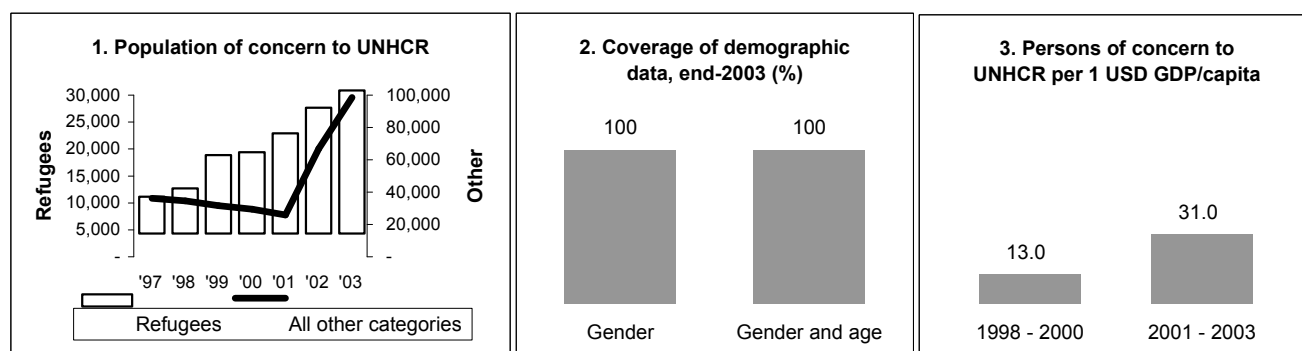 1. Population of concern to UNHCR
30,000
25,000
20,000
15,000
10,000
5,000
-
Refugees
100,000
80,000
60,000
40,000
20,000
-
Other
'97 '98 '99 '00 '01 '02 '03
Refugees All other categories
2. Coverage of demographic
data, end-2003 (%)
100 100
Gender Gender and age
3. Persons of concern to
UNHCR per 1 USD GDP/capita
13.0
31.0
1998 - 2000 2001 - 2003